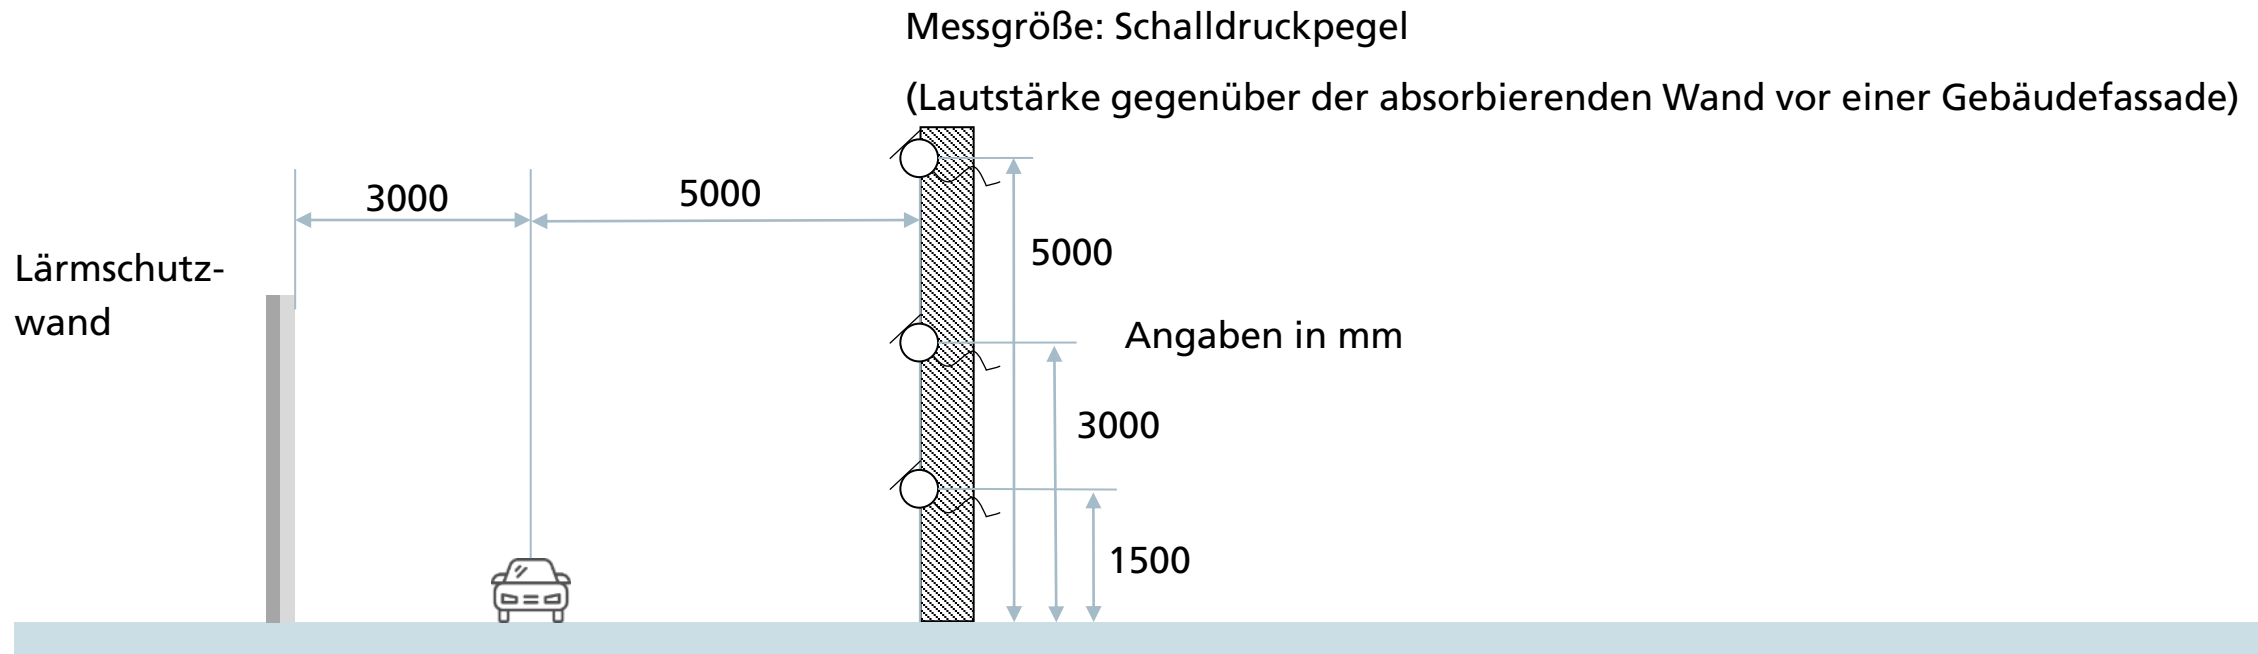 Messgröße: Schalldruckpegel
(Lautstärke gegenüber der absorbierenden Wand vor einer Gebäudefassade)
3000
5000
5000
Lärmschutz-
wand
Angaben in mm
3000
1500